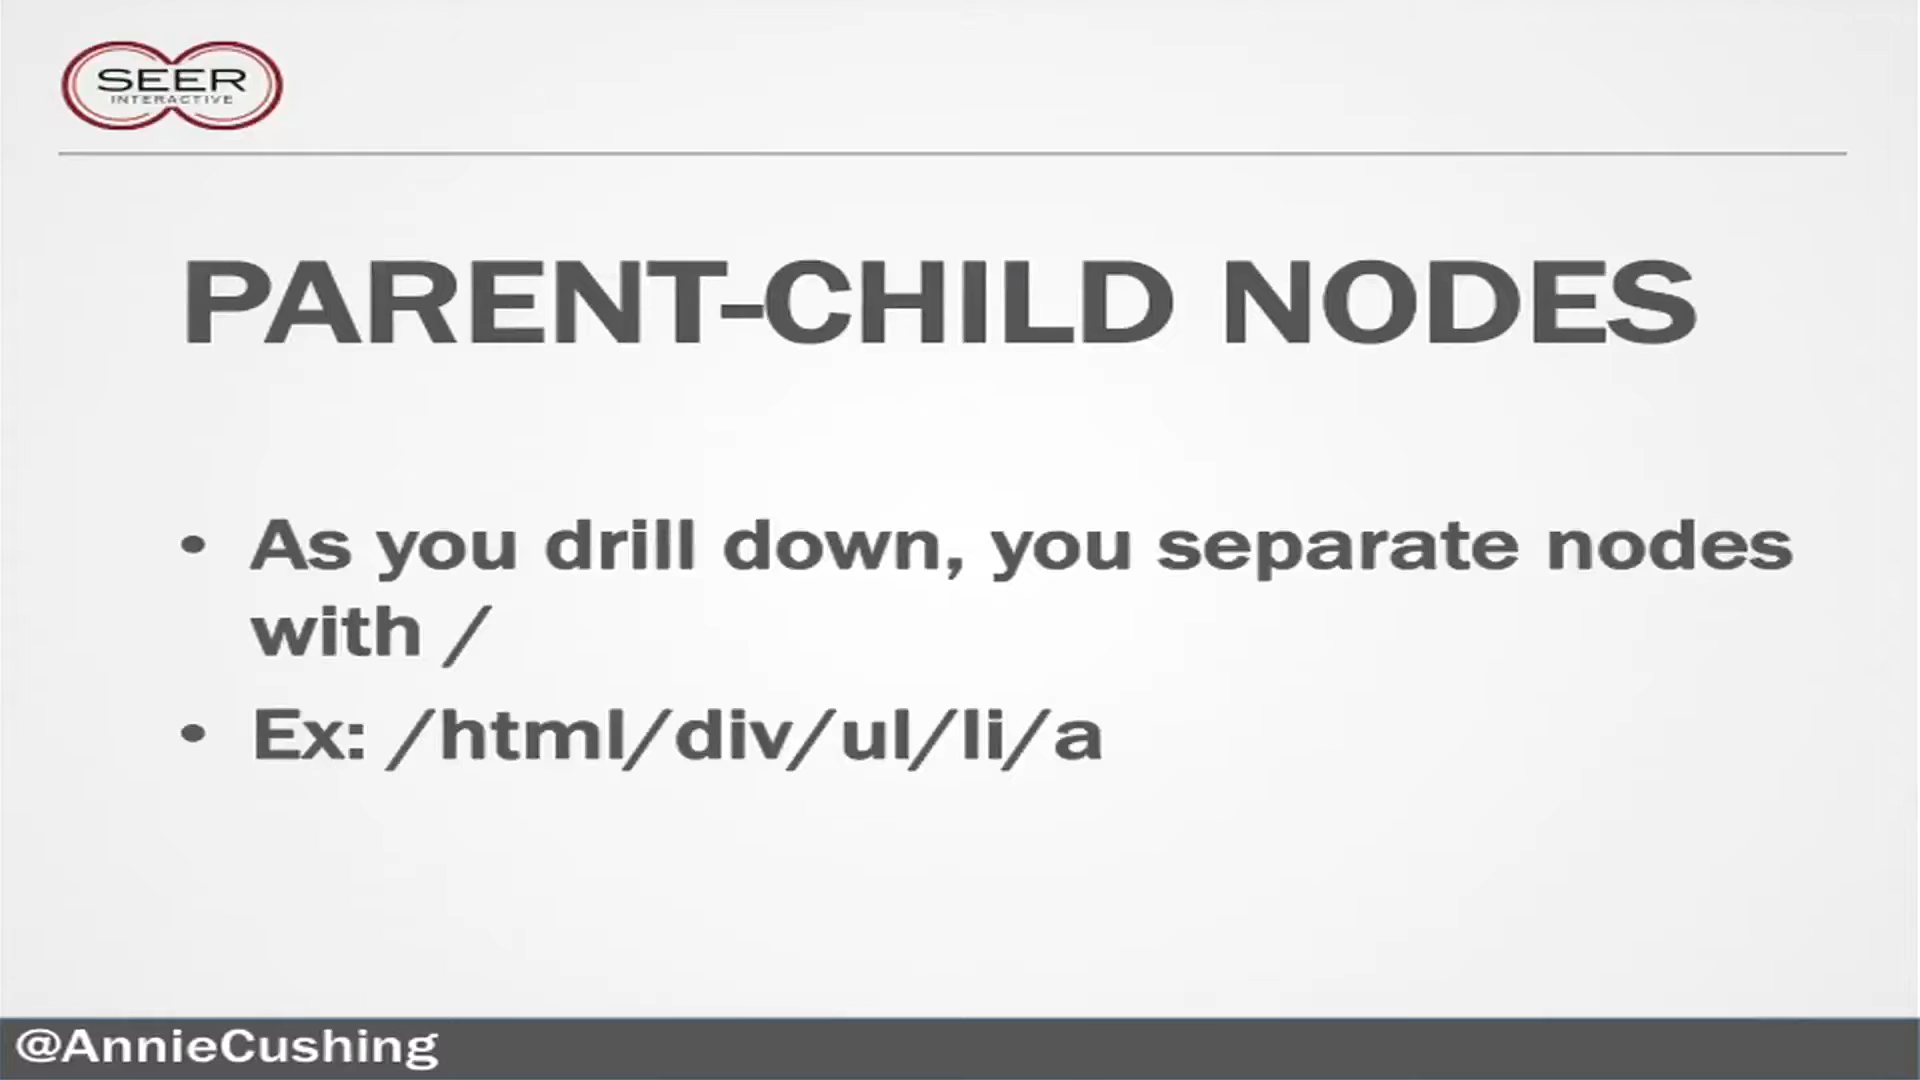 SEER
INTERACTIVE
PARENT-CHILD NODES
• As you drill down, you separate nodes
with /
• Ex: /html/div/ul/li/a
@AnnieCushing